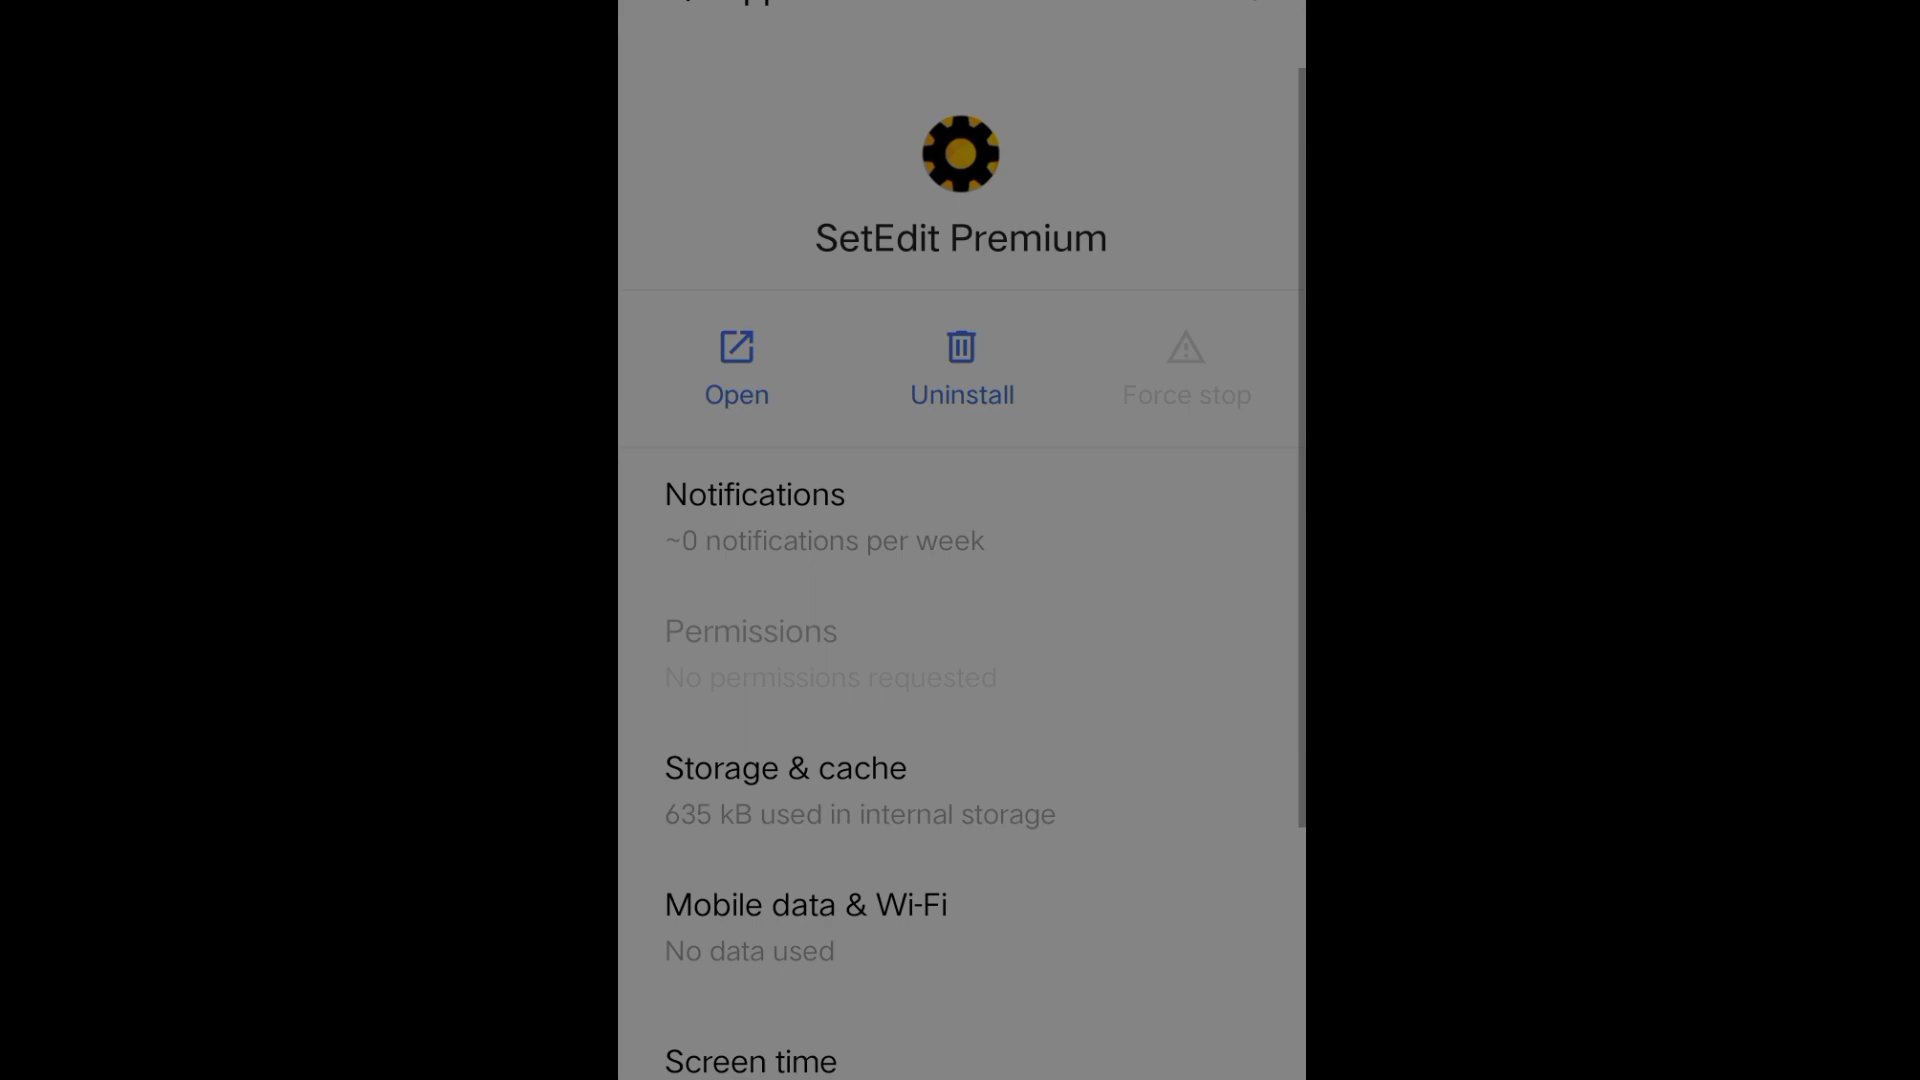 SetEdit Premium
Open
Uninstall
Force stop
Notifications
~0 notifications per week
Permissions
No permissions requested
Storage & cache
635 kB used in internal storage
Mobile data & Wi-Fi
No data used
Screen time